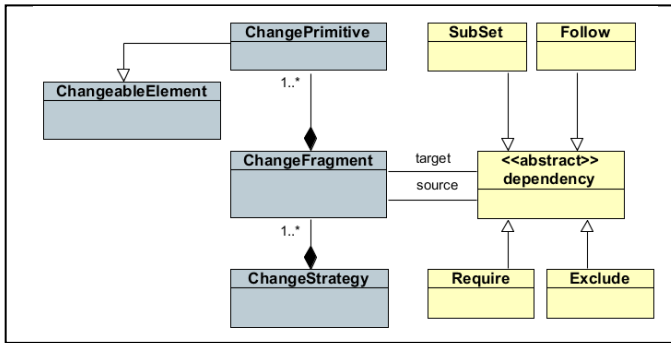 ChangePrimitive
SubSet
Follow
ChangeableElement
1..*
ChangeFragment
target
source
<<abstract>>
dependency
1..*
ChangeStrategy
Require
Exclude